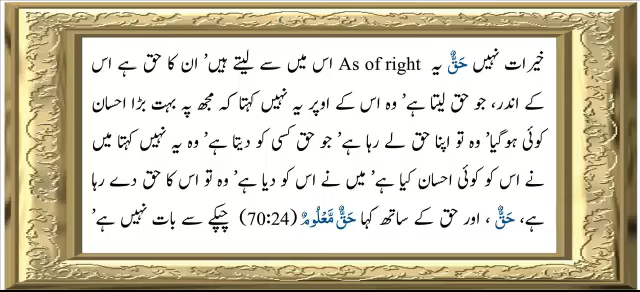 خیرات نہیں حَقٌّ یہ As of right اس میں سے لیتے ہیں’ ان کا حق ہے اس
کے اندر، جو حق لیتا ہے’ وہ اس کے اوپر یہ نہیں کہتا کہ مجھ پہ بہت بڑا احسان
کوئی ہوگیا’ وہ تو اپنا حق لے رہا ہے’ جو حق کسی کو دیتا ہے’ وہ یہ نہیں کہتا میں
نے اس کو کوئی احسان کیا ہے’ میں نے اس کو دیا ہے’ وہ تو اس کا حق دے رہا
ہے، حَقٌّ ، اور حق کے ساتھ کہا حَقٌّ مَّعْلُومٌ (70:24) چپکے سے بات نہیں ہے’